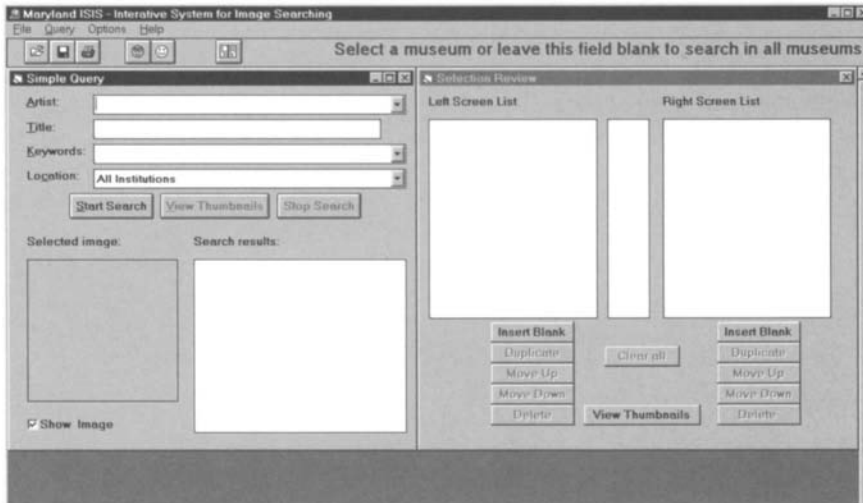 Maryland ISIS - Interative System for Image Searching
File Query Options Help
Select a museum or leave this field blank to search in all museums
Simple Query
Artist:
Title:
Keywords:
Location: All Institutions
Start Search View Thumbnails Stop Search
Selected image: Search results:
Show Image
Selection Review
Left Screen List Right Screen List
Insert Blank Insert Blank
Duplicate Clear all Duplicate
Move Up Move Up
Move Down Move Down
Delete View Thumbnails Delete